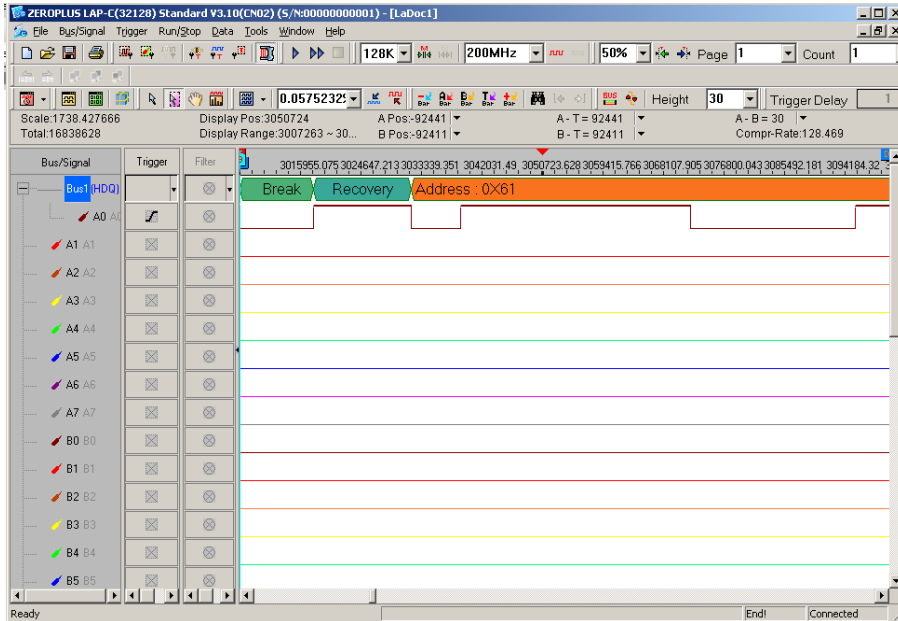 ZEROPLUS LAP-C(32128) Standard V3.10(CN02) (S/N:00000000001) - [LaDoc1]
File Bus/Signal Trigger Run/Stop Data Tools Window Help
128K 200MHz 50% Page 1 Count 1
Bar Bar Bar Bar Bar BUS Height 30 Trigger Delay 1
Scale:1738.427666 Display Pos:3050724 A Pos:-92441 A - T = 92441 A - B = 30
Total:16838628 Display Range:3007263 ~ 30... B Pos:-92411 B - T = 92411 Compr-Rate:128.469
Bus/Signal Trigger Filter 3015955.075 3024647.213 3033339.351 3042031.49 3050723.628 3059415.766 3068107.905 3076800.043 3085492.181 3094184.32
Bus1 (HDQ) Break Recovery Address : 0X61
A0
A1 A1
A2 A2
A3 A3
A4 A4
A5 A5
A6 A6
A7 A7
B0 B0
B1 B1
B2 B2
B3 B3
B4 B4
B5 B5
Ready End! Connected